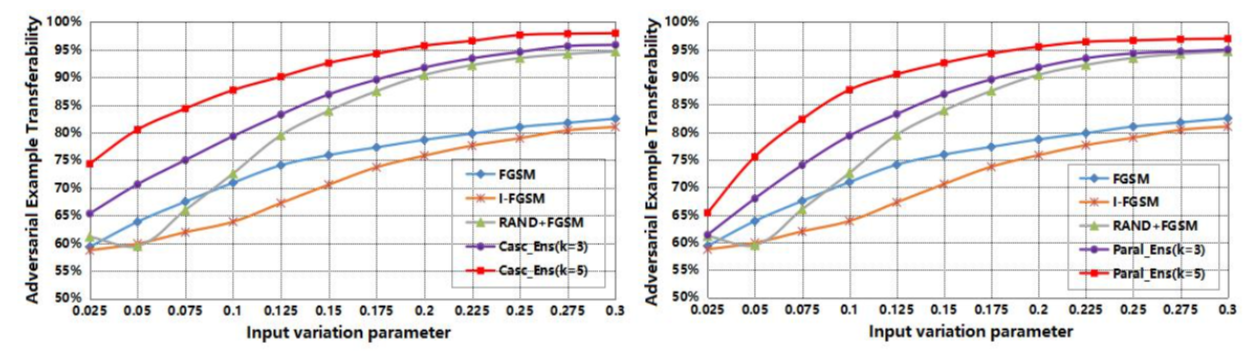 Adversarial Example Transferability
100%
95%
90%
85%
80%
75%
70%
65%
60%
55%
50%
FGSM
I-FGSM
RAND+FGSM
Casc_Ens(k=3)
Casc_Ens(k=5)
0.025 0.05 0.075 0.1 0.125 0.15 0.175 0.2 0.225 0.25 0.275 0.3
Input variation parameter
Adversarial Example Transferability
100%
95%
90%
85%
80%
75%
70%
65%
60%
55%
50%
FGSM
I-FGSM
RAND+FGSM
Paral_Ens(k=3)
Paral_Ens(k=5)
0.025 0.05 0.075 0.1 0.125 0.15 0.175 0.2 0.225 0.25 0.275 0.3
Input variation parameter